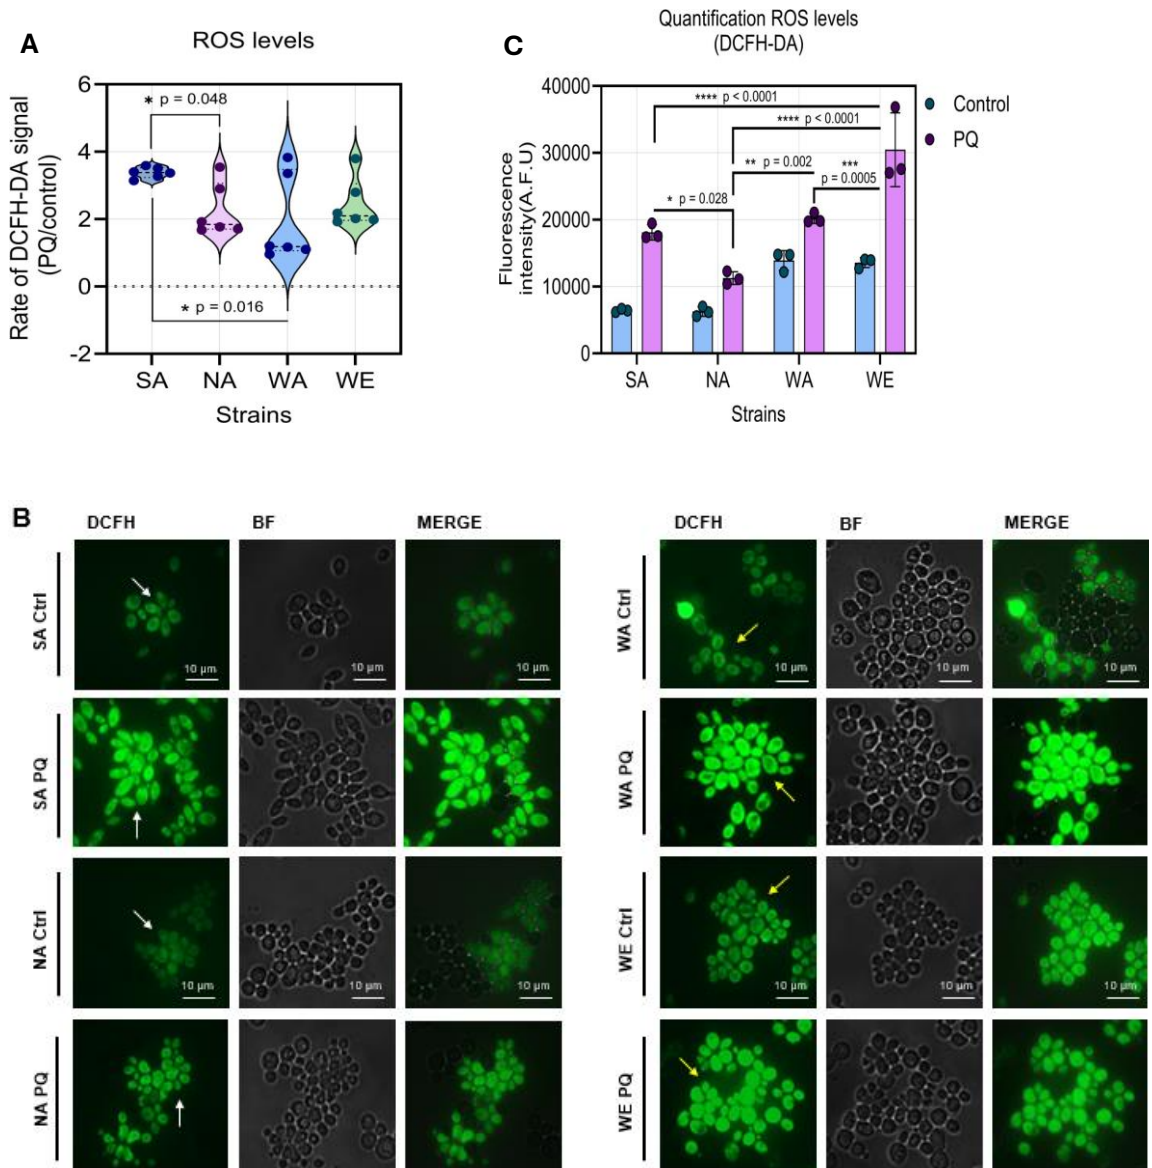 A
ROS levels
Rate of DCFH-DA signal
(PQ/control)
6
4
2
0
-2
* p = 0.048
* p = 0.016
SA NA WA WE
Strains
C
Quantification ROS levels
(DCFH-DA)
Fluorescence
intensity(A.F.U)
40000
30000
20000
10000
0
**** p < 0.0001
**** p < 0.0001
** p = 0.002
***
p = 0.0005
* p = 0.028
Control
PQ
SA NA WA WE
Strains
B
DCFH BF MERGE
SA Ctrl
10 µm 10 µm 10 µm
SA PQ
NA Ctrl
10 µm 10 µm 10 µm
NA PQ
DCFH BF MERGE
WA Ctrl
10 µm 10 µm 10 µm
WA PQ
WE Ctrl
10 µm 10 µm 10 µm
WE PQ